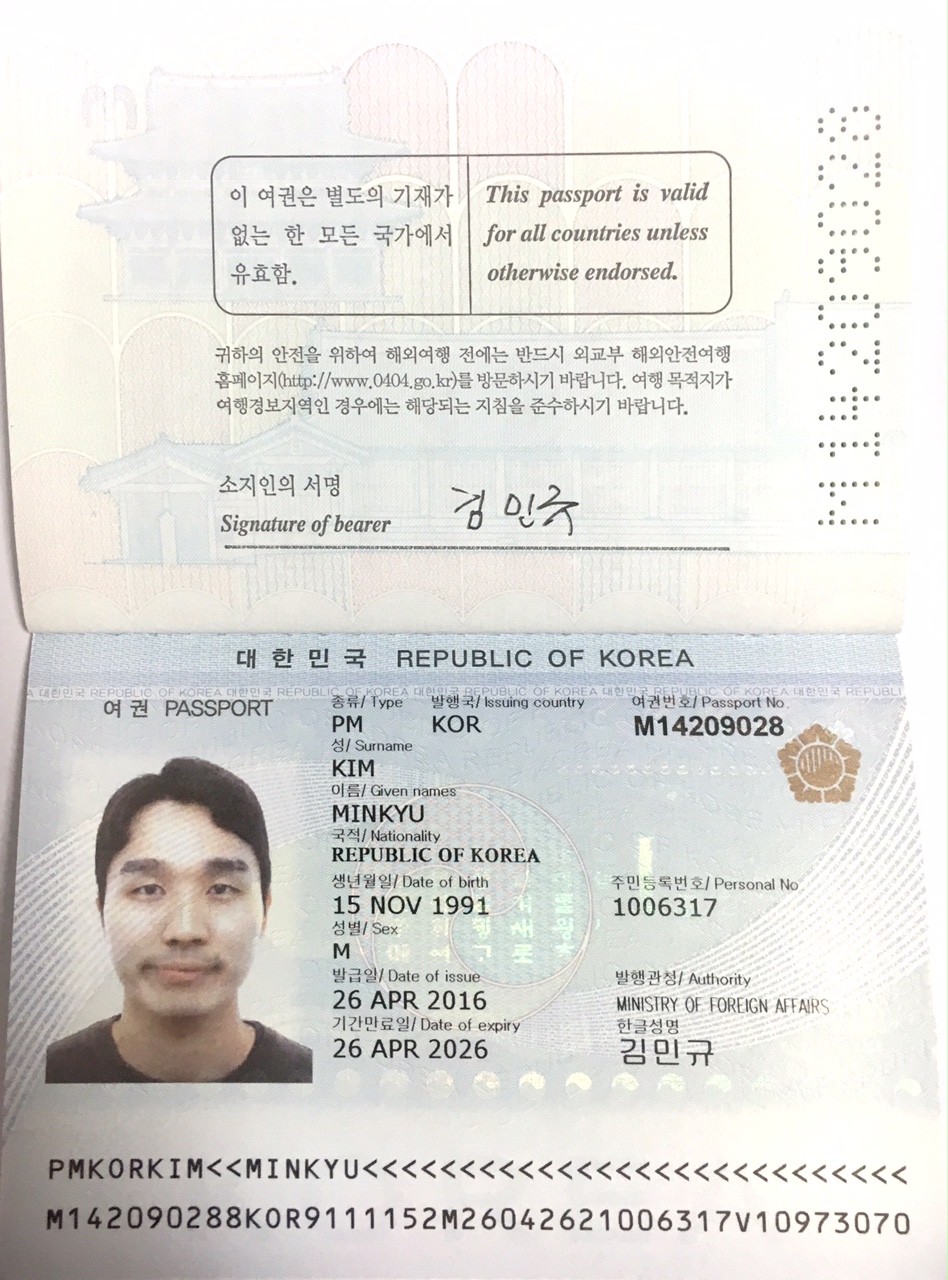 이 여권은 별도의 기재가
없는 한 모든 국가에서
유효함.
This passport is valid
for all countries unless
otherwise endorsed.
M14209028
귀하의 안전을 위하여 해외여행 전에는 반드시 외교부 해외안전여행
홈페이지(http://www.0404.go.kr)를 방문하시기 바랍니다. 여행 목적지가
여행경보지역인 경우에는 해당되는 지침을 준수하시기 바랍니다.
소지인의 서명
Signature of bearer
김민규
대한민국 REPUBLIC OF KOREA
여권 PASSPORT
종류/ Type 발행국/ Issuing country 여권번호/ Passport No.
PM KOR M14209028
성/ Surname
KIM
이름/ Given names
MINKYU
국적/ Nationality
REPUBLIC OF KOREA
생년월일/ Date of birth 주민등록번호/ Personal No.
15 NOV 1991 1006317
성별/ Sex
M
발급일/ Date of issue 발행관청/ Authority
26 APR 2016 MINISTRY OF FOREIGN AFFAIRS
기간만료일/ Date of expiry 한글성명
26 APR 2026 김민규
PMKORKIM<<MINKYU<<<<<<<<<<<<<<<<<<<<<<<<<<<<
M142090288KOR9111152M26042621006317V10973070